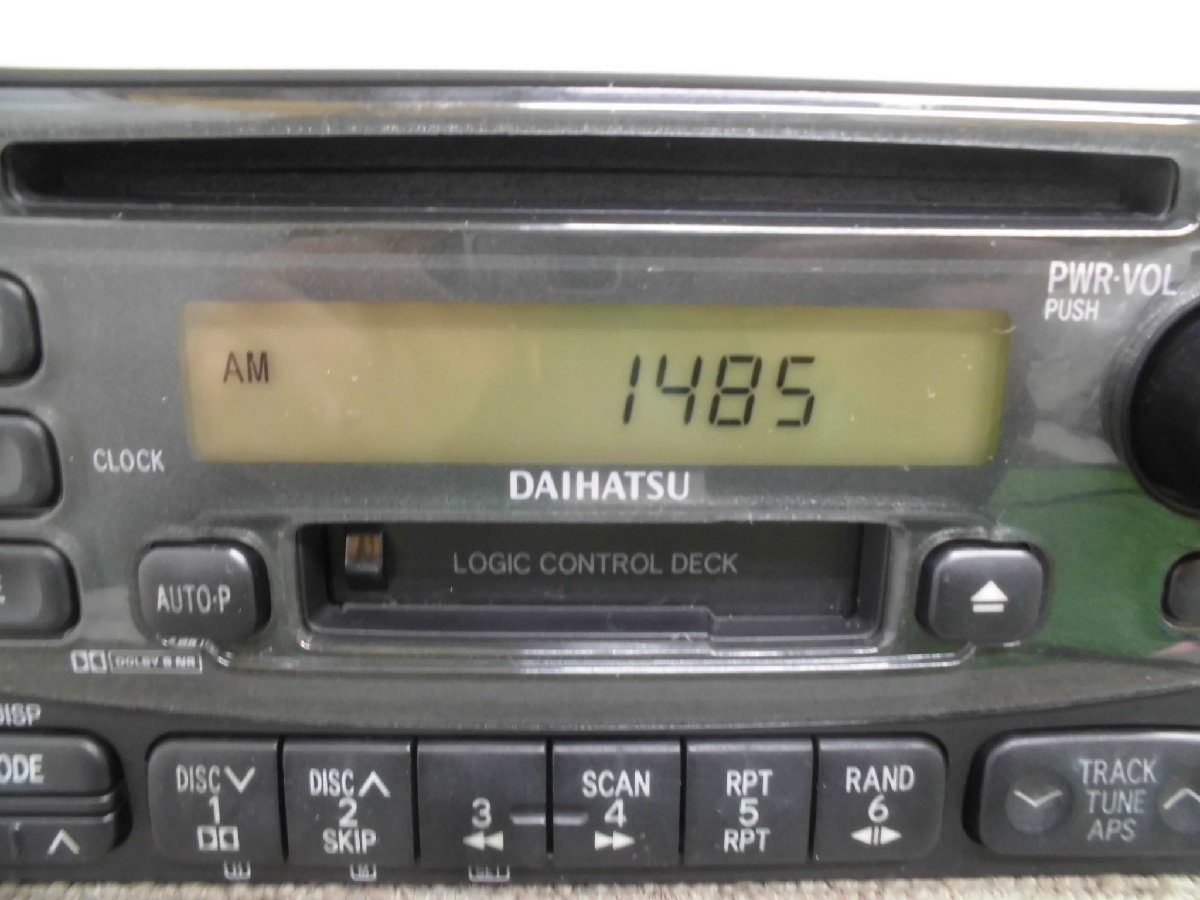 PWR·VOL
PUSH
AM
1485
CLOCK
DAIHATSU
LOGIC CONTROL DECK
AUTO·P
DOLBY B NR
DISP
ODE
DISC
1
DISC
2
SKIP
3
SCAN
4
RPT
5
RPT
RAND
6
TRACK
TUNE
APS
H
M
SET